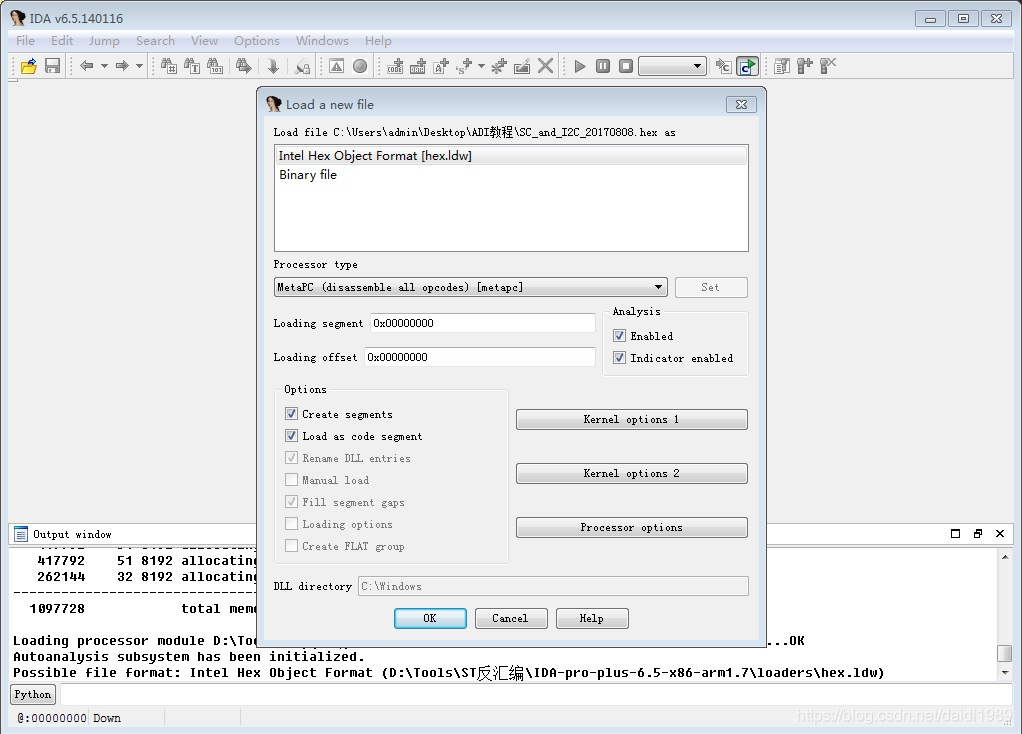 IDA v6.5.140116
File Edit Jump Search View Options Windows Help
Load a new file
Load file C:\Users\admin\Desktop\ADI教程\SC_and_I2C_20170808.hex as
Intel Hex Object Format [hex.ldw]
Binary file
Processor type
MetaPC (disassemble all opcodes) [metapc]
Set
Loading segment 0x00000000
Loading offset 0x00000000
Analysis
Enabled
Indicator enabled
Options
Create segments
Load as code segment
Rename DLL entries
Manual load
Fill segment gaps
Loading options
Create FLAT group
Kernel options 1
Kernel options 2
Processor options
DLL directory C:\Windows
OK Cancel Help
Output window
417792 51 8192 allocating
262144 32 8192 allocating
1097728 total mem
Loading processor module D:\Too ...OK
Autoanalysis subsystem has been initialized.
Possible file format: Intel Hex Object Format (D:\Tools\ST反汇编\IDA-pro-plus-6.5-x86-arm1.7\loaders\hex.ldw)
Python
@:00000000 Down
https://blog.csdn.net/daidi1989